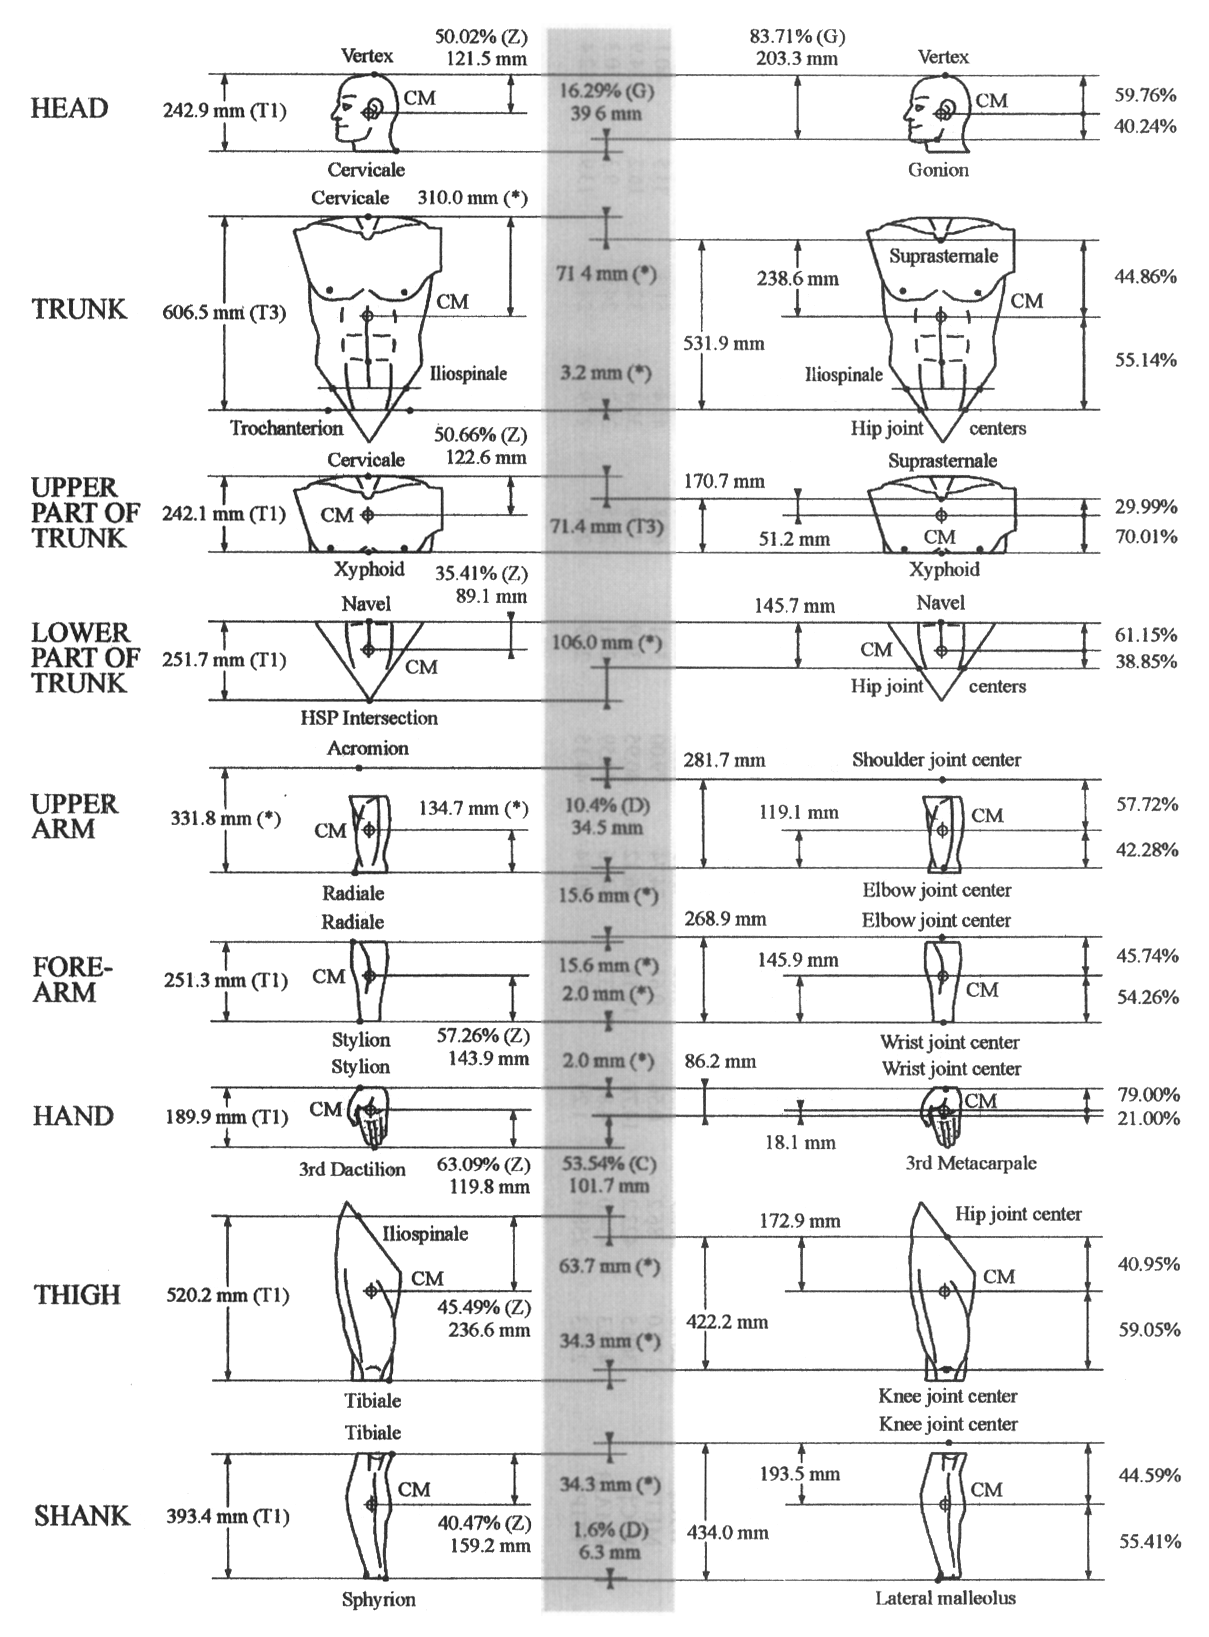 50.02% (Z)
83.71% (G)
Vertex
121.5 mm
203.3 mm
Vertex
HEAD
242.9 mm (T1)
CM
16.29% (G)
39 6 mm
CM
59.76%
40.24%
Cervicale
Gonion
Cervicale
310.0 mm (*)
TRUNK
606.5 mm (T3)
CM
71 4 mm (*)
238.6 mm
Suprasternale
CM
44.86%
531.9 mm
55.14%
Iliospinale
3.2 mm (*)
Iliospinale
Trochanterion
Hip joint
centers
50.66% (Z)
Cervicale
122.6 mm
Suprasternale
UPPER
PART OF
TRUNK
242.1 mm (T1)
CM
71.4 mm (T3)
170.7 mm
51.2 mm
CM
29.99%
70.01%
Xyphoid
Xyphoid
35.41% (Z)
89.1 mm
Navel
145.7 mm
Navel
LOWER
PART OF
TRUNK
251.7 mm (T1)
CM
106.0 mm (*)
CM
61.15%
38.85%
Hip joint
centers
HSP Intersection
Acromion
281.7 mm
Shoulder joint center
UPPER
ARM
331.8 mm (*)
CM
134.7 mm (*)
10.4% (D)
34.5 mm
119.1 mm
CM
57.72%
42.28%
Radiale
15.6 mm (*)
Elbow joint center
Radiale
268.9 mm
Elbow joint center
FORE-
ARM
251.3 mm (T1)
CM
15.6 mm (*)
2.0 mm (*)
145.9 mm
CM
45.74%
54.26%
Stylion
57.26% (Z)
143.9 mm
Wrist joint center
Stylion
2.0 mm (*)
86.2 mm
Wrist joint center
HAND
189.9 mm (T1)
CM
18.1 mm
CM
79.00%
21.00%
3rd Dactilion
63.09% (Z)
119.8 mm
53.54% (C)
101.7 mm
3rd Metacarpale
THIGH
520.2 mm (T1)
Iliospinale
CM
45.49% (Z)
236.6 mm
63.7 mm (*)
34.3 mm (*)
172.9 mm
422.2 mm
Hip joint center
CM
40.95%
59.05%
Tibiale
Knee joint center
Tibiale
Knee joint center
SHANK
393.4 mm (T1)
CM
40.47% (Z)
159.2 mm
34.3 mm (*)
1.6% (D)
6.3 mm
193.5 mm
434.0 mm
CM
44.59%
55.41%
Sphyrion
Lateral malleolus